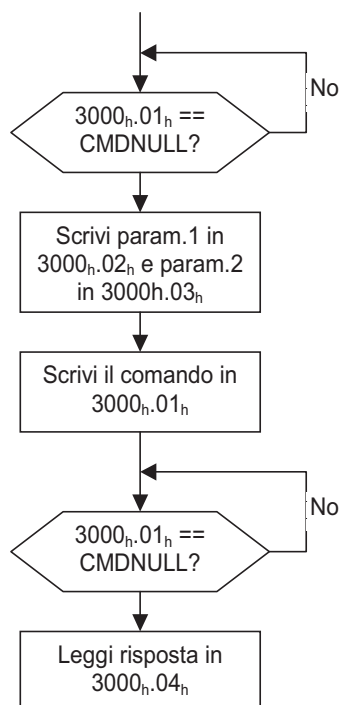 3000ₕ.01ₕ ==
CMDNULL?
No
Scrivi param.1 in
3000ₕ.02ₕ e param.2
in 3000h.03ₕ
Scrivi il comando in
3000ₕ.01ₕ
No
3000ₕ.01ₕ ==
CMDNULL?
Leggi risposta in
3000ₕ.04ₕ